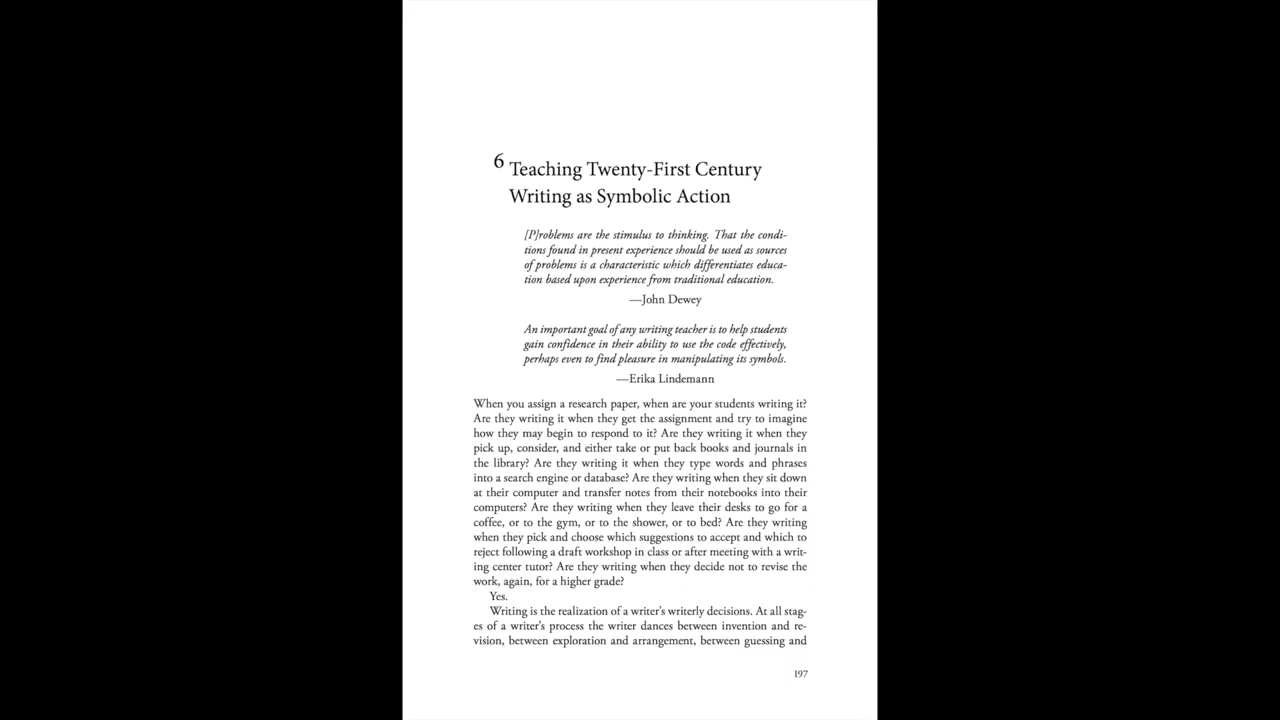 6 Teaching Twenty-First Century
Writing as Symbolic Action
[P]roblems are the stimulus to thinking. That the condi-
tions found in present experience should be used as sources
of problems is a characteristic which differentiates educa-
tion based upon experience from traditional education.
—John Dewey
An important goal of any writing teacher is to help students
gain confidence in their ability to use the code effectively,
perhaps even to find pleasure in manipulating its symbols.
—Erika Lindemann
When you assign a research paper, when are your students writing it?
Are they writing it when they get the assignment and try to imagine
how they may begin to respond to it? Are they writing it when they
pick up, consider, and either take or put back books and journals in
the library? Are they writing it when they type words and phrases
into a search engine or database? Are they writing when they sit down
at their computer and transfer notes from their notebooks into their
computers? Are they writing when they leave their desks to go for a
coffee, or to the gym, or to the shower, or to bed? Are they writing
when they pick and choose which suggestions to accept and which to
reject following a draft workshop in class or after meeting with a writ-
ing center tutor? Are they writing when they decide not to revise the
work, again, for a higher grade?
Yes.
Writing is the realization of a writer's writerly decisions. At all stag-
es of a writer's process the writer dances between invention and re-
vision, between exploration and arrangement, between guessing and
197